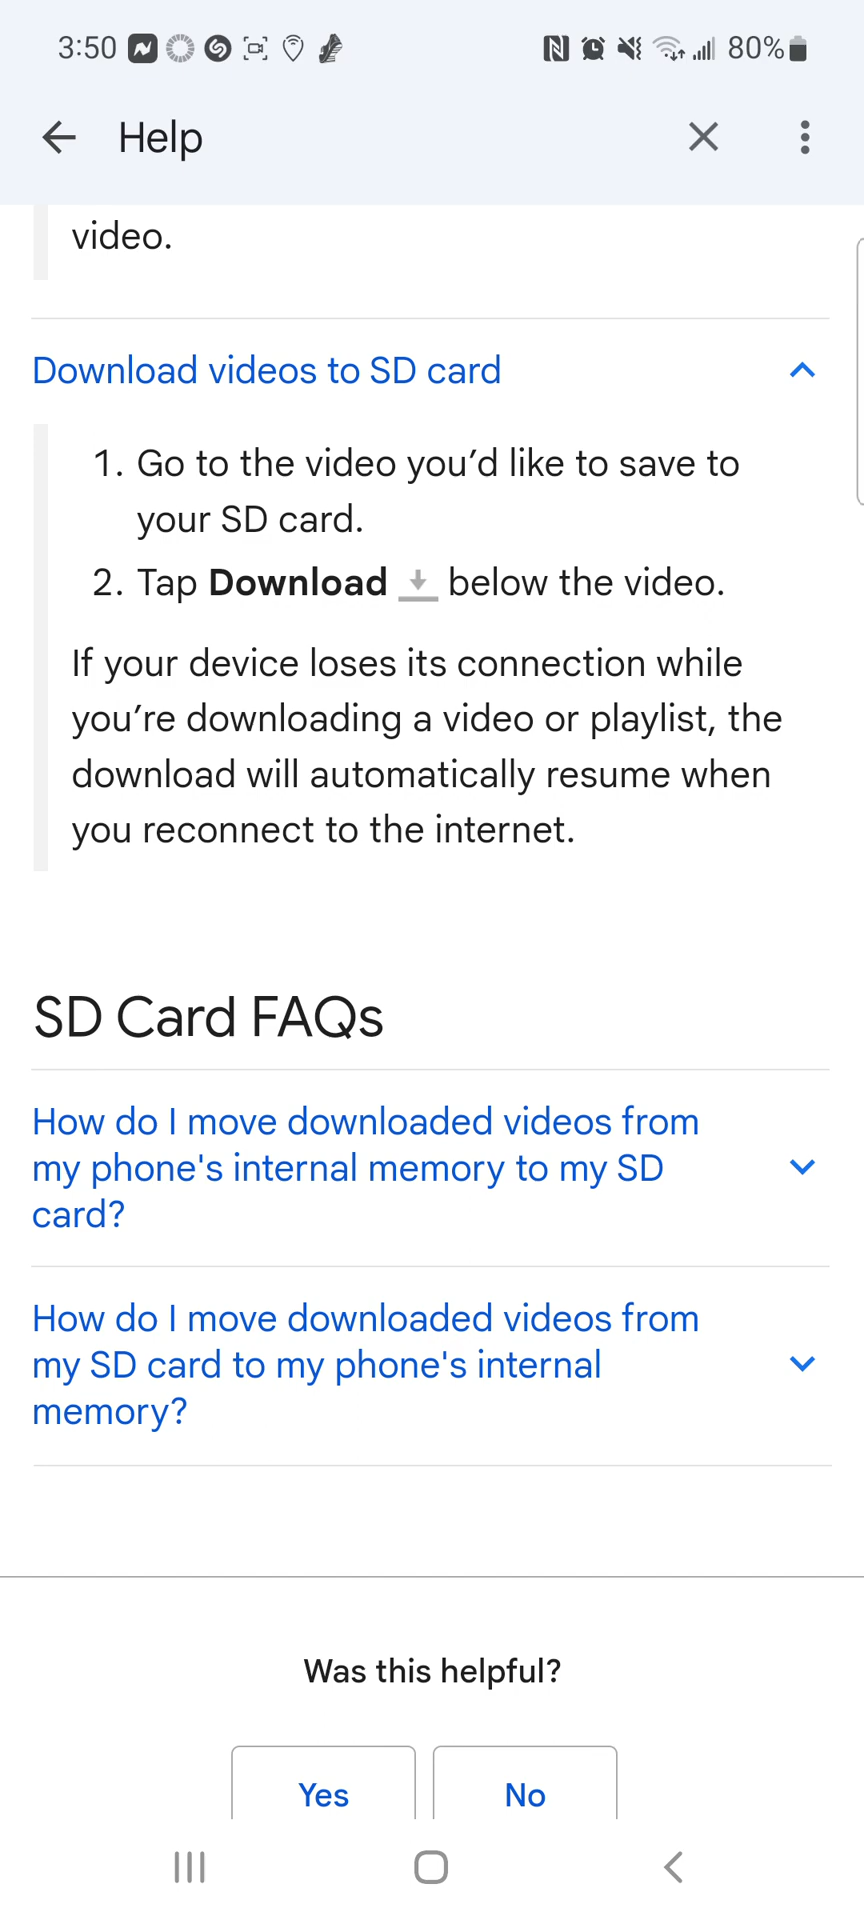 3:50
80%
Help
video.
Download videos to SD card
1. Go to the video you’d like to save to
your SD card.
2. Tap Download below the video.
If your device loses its connection while
you’re downloading a video or playlist, the
download will automatically resume when
you reconnect to the internet.
SD Card FAQs
How do I move downloaded videos from
my phone's internal memory to my SD
card?
How do I move downloaded videos from
my SD card to my phone's internal
memory?
Was this helpful?
Yes
No